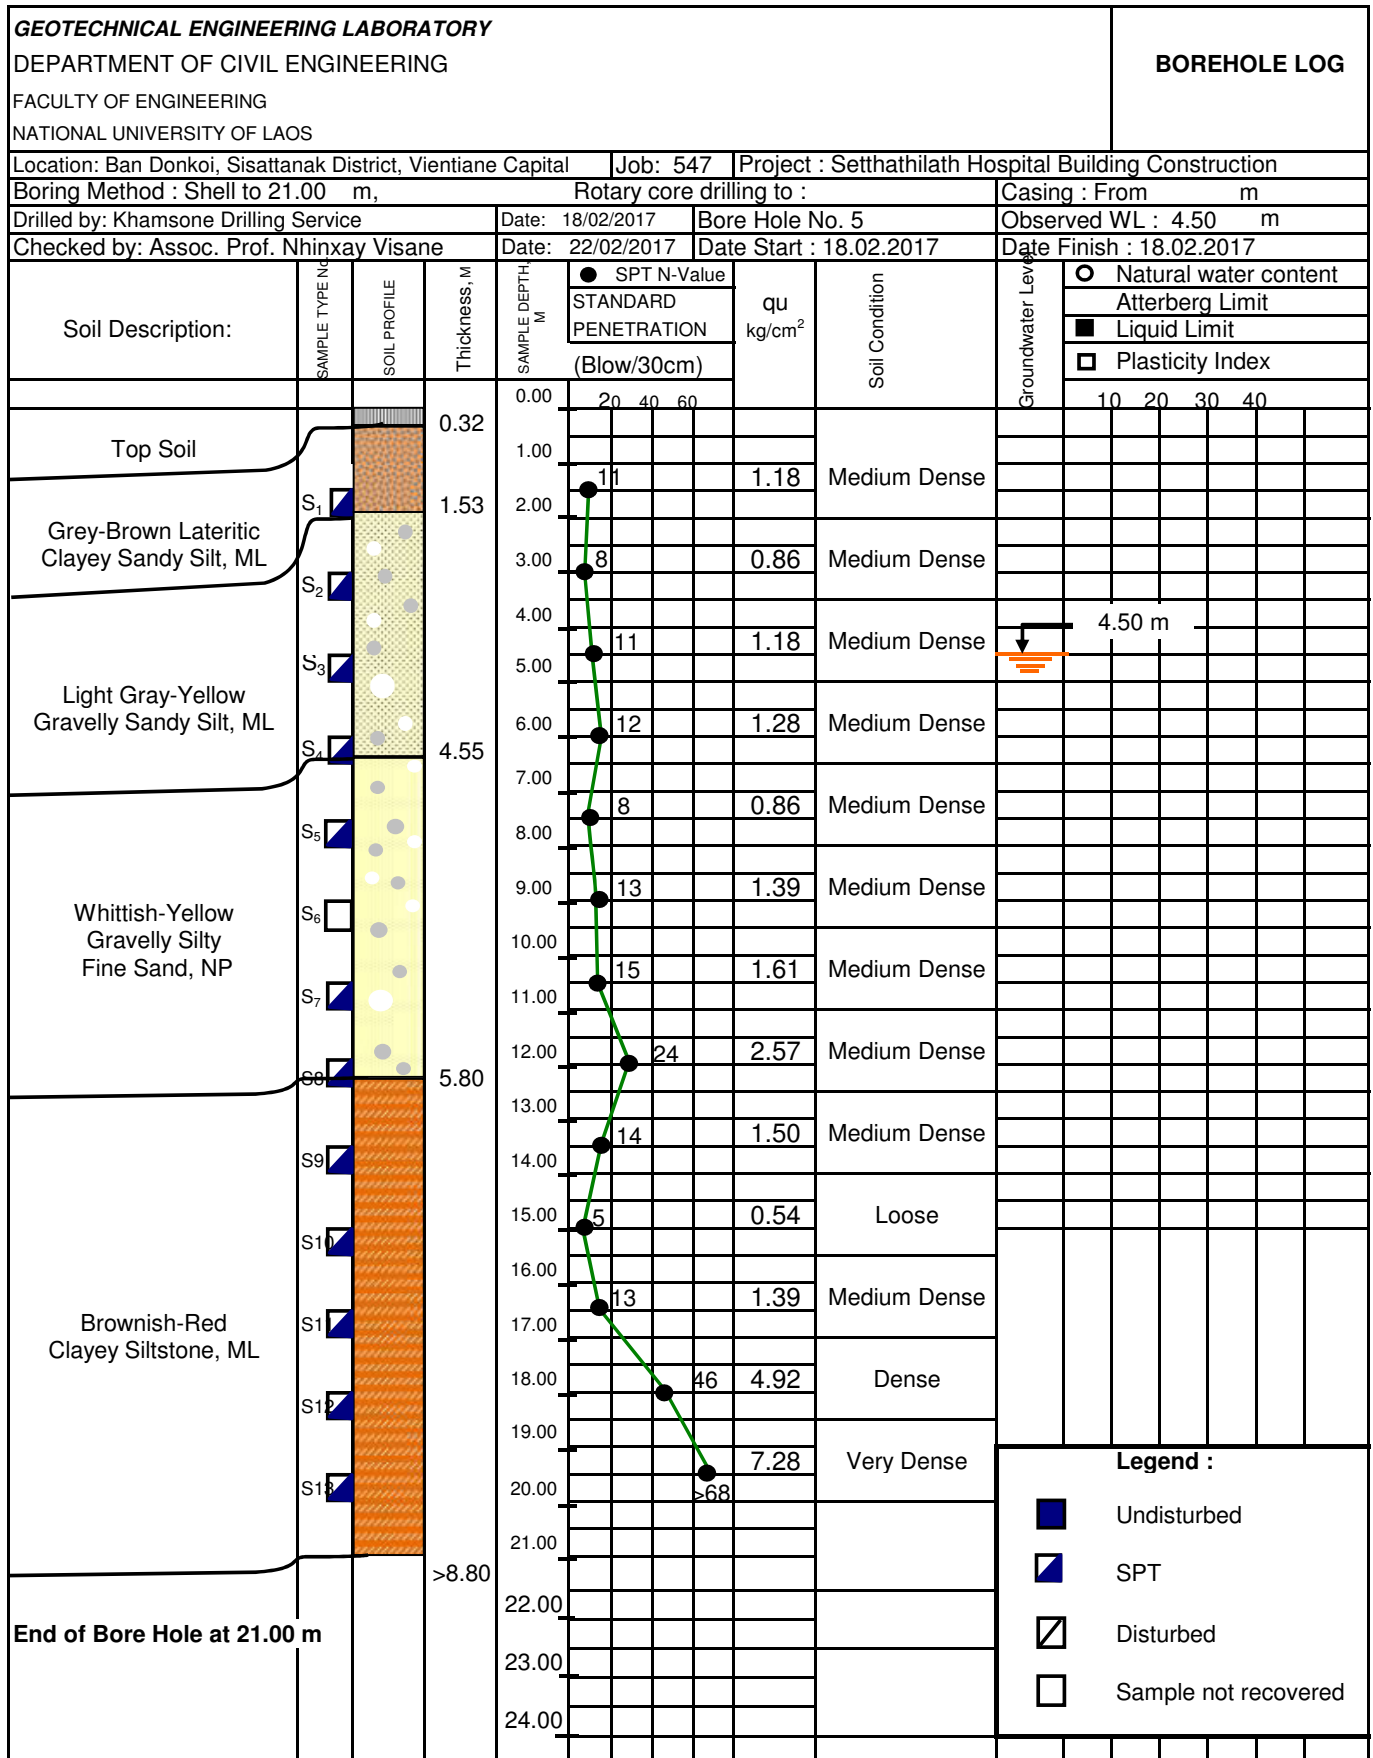 GEOTECHNICAL ENGINEERING LABORATORY
DEPARTMENT OF CIVIL ENGINEERING
BOREHOLE LOG
FACULTY OF ENGINEERING
NATIONAL UNIVERSITY OF LAOS
Location: Ban Donkoi, Sisattanak District, Vientiane Capital Job: 547 Project : Setthathilath Hospital Building Construction
Boring Method : Shell to 21.00 m, Rotary core drilling to : Casing : From m
Drilled by: Khamsone Drilling Service Date: 18/02/2017 Bore Hole No. 5 Observed WL : 4.50 m
Checked by: Assoc. Prof. Nhinxay Visane Date: 22/02/2017 Date Start : 18.02.2017 Date Finish : 18.02.2017
Soil Description:
SAMPLE TYPE No
SOIL PROFILE
Thickness, M
SAMPLE DEPTH, M
SPT N-Value
STANDARD
PENETRATION
(Blow/30cm)
qu
kg/cm²
Soil Condition
Groundwater Level
Natural water content
Atterberg Limit
Liquid Limit
Plasticity Index
0.00 20 40 60 10 20 30 40
0.32
Top Soil 1.00
11 1.18 Medium Dense
S1 1.53 2.00
Grey-Brown Lateritic
Clayey Sandy Silt, ML 3.00 8 0.86 Medium Dense
S2
4.00 4.50 m
11 1.18 Medium Dense
S3 5.00
Light Gray-Yellow
Gravelly Sandy Silt, ML 6.00 12 1.28 Medium Dense
S4 4.55
7.00
8 0.86 Medium Dense
S5 8.00
9.00 13 1.39 Medium Dense
Whittish-Yellow S6
Gravelly Silty 10.00
Fine Sand, NP 15 1.61 Medium Dense
S7 11.00
12.00 24 2.57 Medium Dense
S8 5.80
13.00
14 1.50 Medium Dense
S9 14.00
15.00 5 0.54 Loose
S10
16.00
13 1.39 Medium Dense
Brownish-Red S11 17.00
Clayey Siltstone, ML
18.00 46 4.92 Dense
S12
19.00
7.28 Very Dense
S13 20.00 >68
21.00
>8.80
22.00
End of Bore Hole at 21.00 m
23.00
24.00
Legend :
Undisturbed
SPT
Disturbed
Sample not recovered